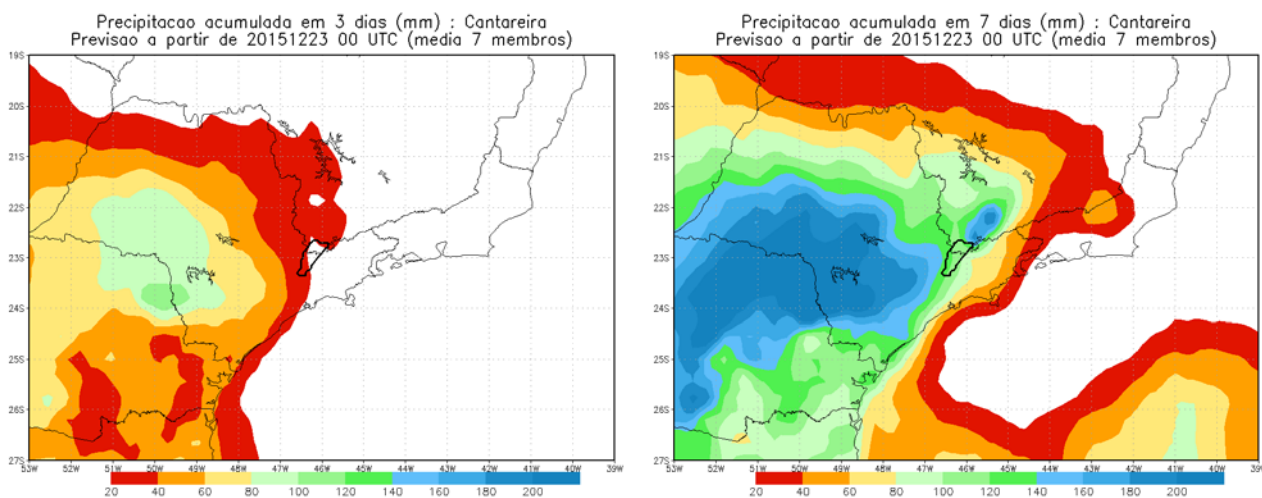 Precipitacao acumulada em 3 dias (mm) : Cantareira
Previsao a partir de 20151223 00 UTC (media 7 membros)
19S
20S
21S
22S
23S
24S
25S
26S
27S
53W 52W 51W 50W 49W 48W 47W 46W 45W 44W 43W 42W 41W 40W 39W
20 40 60 80 100 120 140 160 180 200
Precipitacao acumulada em 7 dias (mm) : Cantareira
Previsao a partir de 20151223 00 UTC (media 7 membros)
19S
20S
21S
22S
23S
24S
25S
26S
27S
53W 52W 51W 50W 49W 48W 47W 46W 45W 44W 43W 42W 41W 40W 39W
20 40 60 80 100 120 140 160 180 200